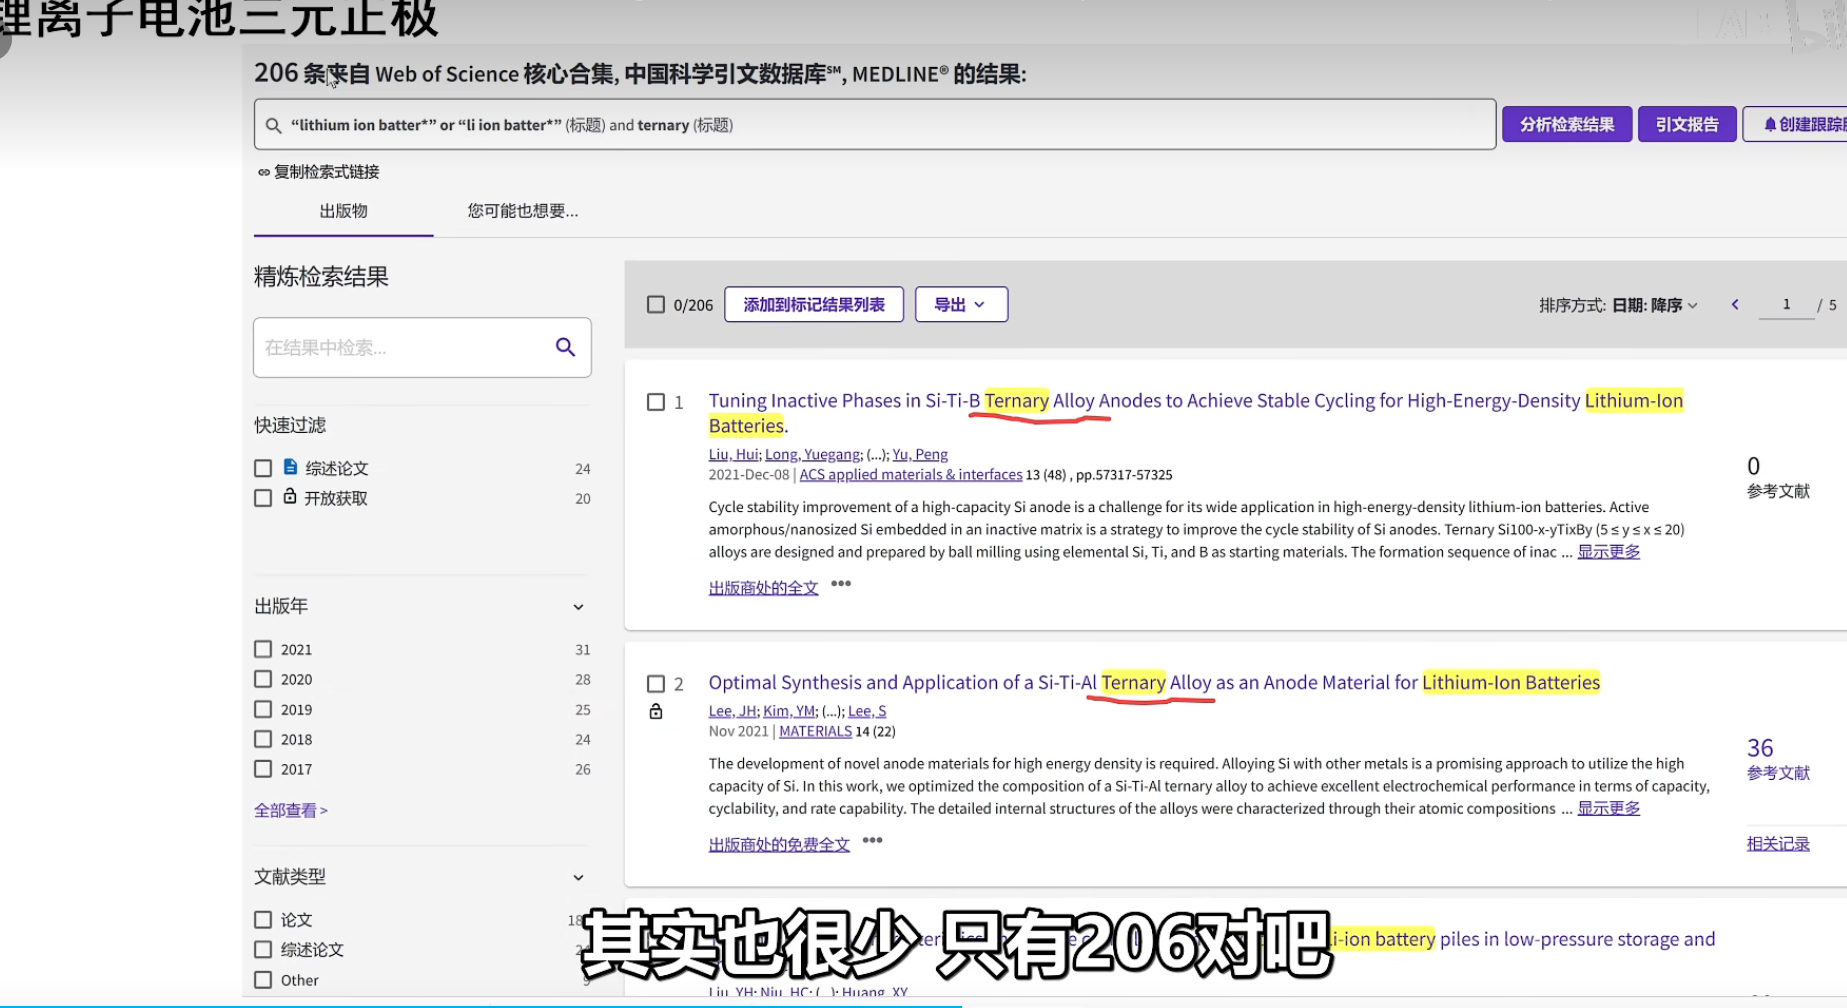 锂离子电池三元正极
206 条来自 Web of Science 核心合集, 中国科学引文数据库℠, MEDLINE® 的结果:
“lithium ion batter*” or “li ion batter*” (标题) and ternary (标题)
分析检索结果
引文报告
创建跟踪
复制检索式链接
出版物
您可能也想要...
精炼检索结果
在结果中检索...
快速过滤
综述论文 24
开放获取 20
出版年
2021 31
2020 28
2019 25
2018 24
2017 26
全部查看>
文献类型
论文
综述论文
Other
0/206
添加到标记结果列表
导出
排序方式: 日期: 降序
1 / 5
1
Tuning Inactive Phases in Si-Ti-B Ternary Alloy Anodes to Achieve Stable Cycling for High-Energy-Density Lithium-Ion
Batteries.
Liu, Hui; Long, Yuegang; (...); Yu, Peng
2021-Dec-08 | ACS applied materials & interfaces 13 (48) , pp.57317-57325
Cycle stability improvement of a high-capacity Si anode is a challenge for its wide application in high-energy-density lithium-ion batteries. Active
amorphous/nanosized Si embedded in an inactive matrix is a strategy to improve the cycle stability of Si anodes. Ternary Si100-x-yTixBy (5 ≤ y ≤ x ≤ 20)
alloys are designed and prepared by ball milling using elemental Si, Ti, and B as starting materials. The formation sequence of inac ... 显示更多
出版商处的全文 •••
0
参考文献
2
Optimal Synthesis and Application of a Si-Ti-Al Ternary Alloy as an Anode Material for Lithium-Ion Batteries
Lee, JH; Kim, YM; (...); Lee, S
Nov 2021 | MATERIALS 14 (22)
The development of novel anode materials for high energy density is required. Alloying Si with other metals is a promising approach to utilize the high
capacity of Si. In this work, we optimized the composition of a Si-Ti-Al ternary alloy to achieve excellent electrochemical performance in terms of capacity,
cyclability, and rate capability. The detailed internal structures of the alloys were characterized through their atomic compositions ... 显示更多
出版商处的免费全文 •••
36
参考文献
相关记录
li-ion battery piles in low-pressure storage and
其实也很少 只有206对吧
Liu, YH; Niu, HC; (...); Huang, XY